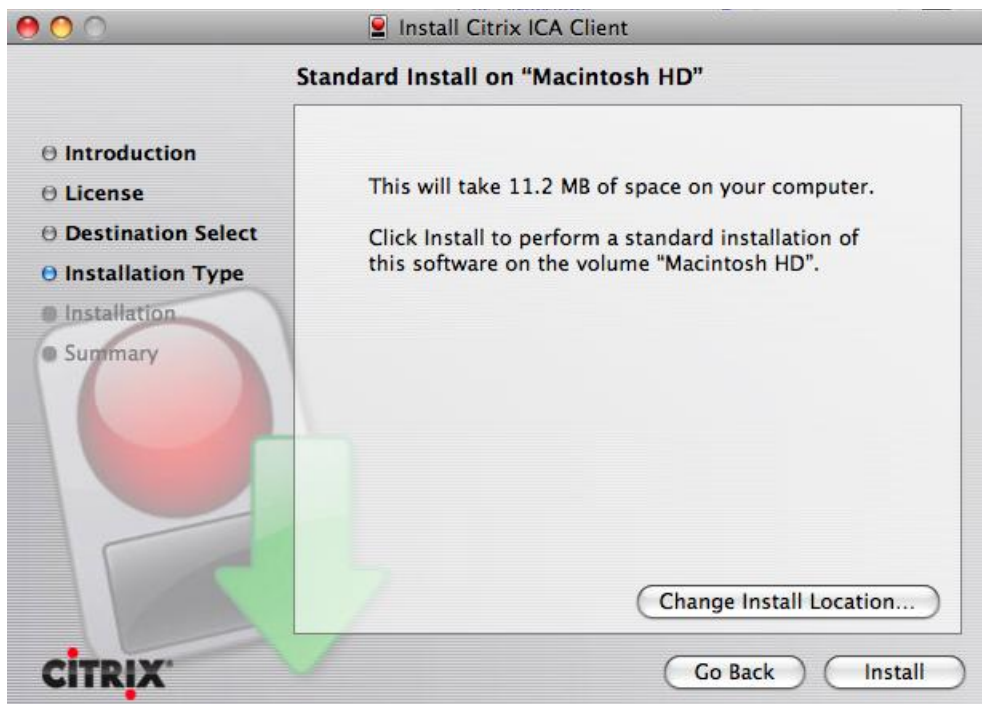 Install Citrix ICA Client
Standard Install on “Macintosh HD”
Introduction
License
Destination Select
Installation Type
Installation
Summary
This will take 11.2 MB of space on your computer.
Click Install to perform a standard installation of
this software on the volume “Macintosh HD”.
Change Install Location...
CITRIX
Go Back
Install